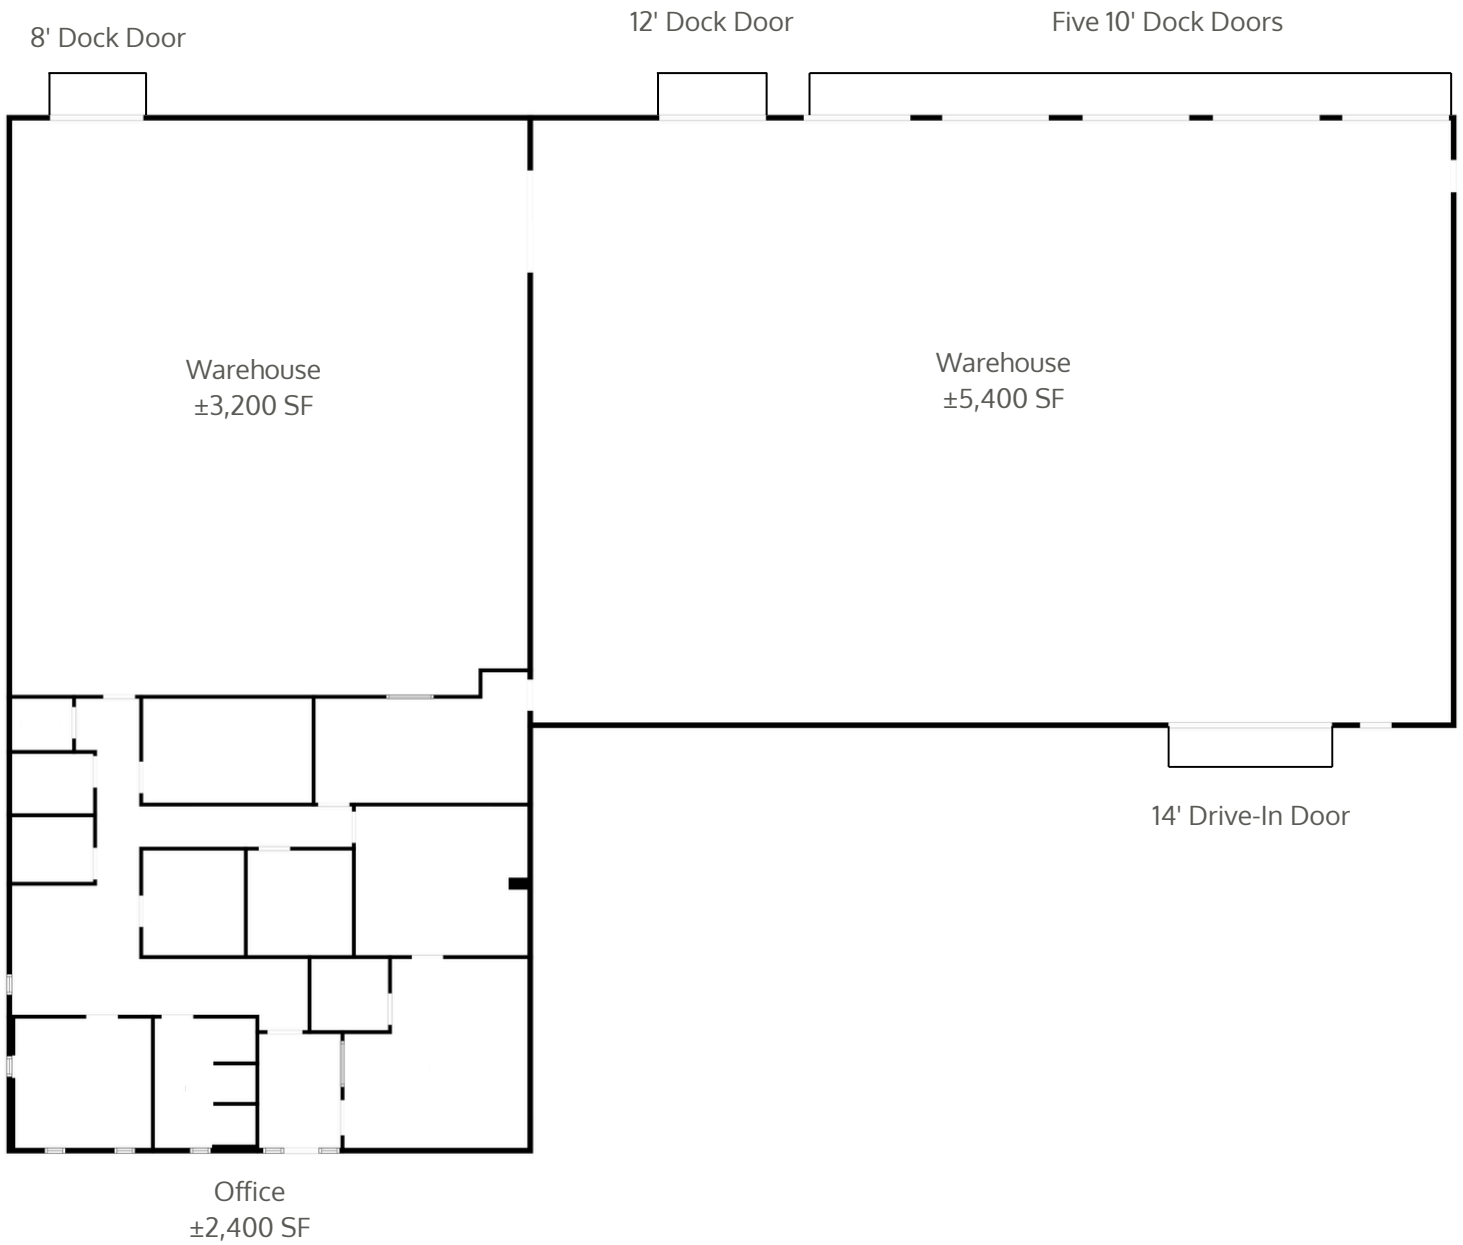 8' Dock Door
12' Dock Door
Five 10' Dock Doors
Warehouse
±3,200 SF
Warehouse
±5,400 SF
14' Drive-In Door
Office
±2,400 SF